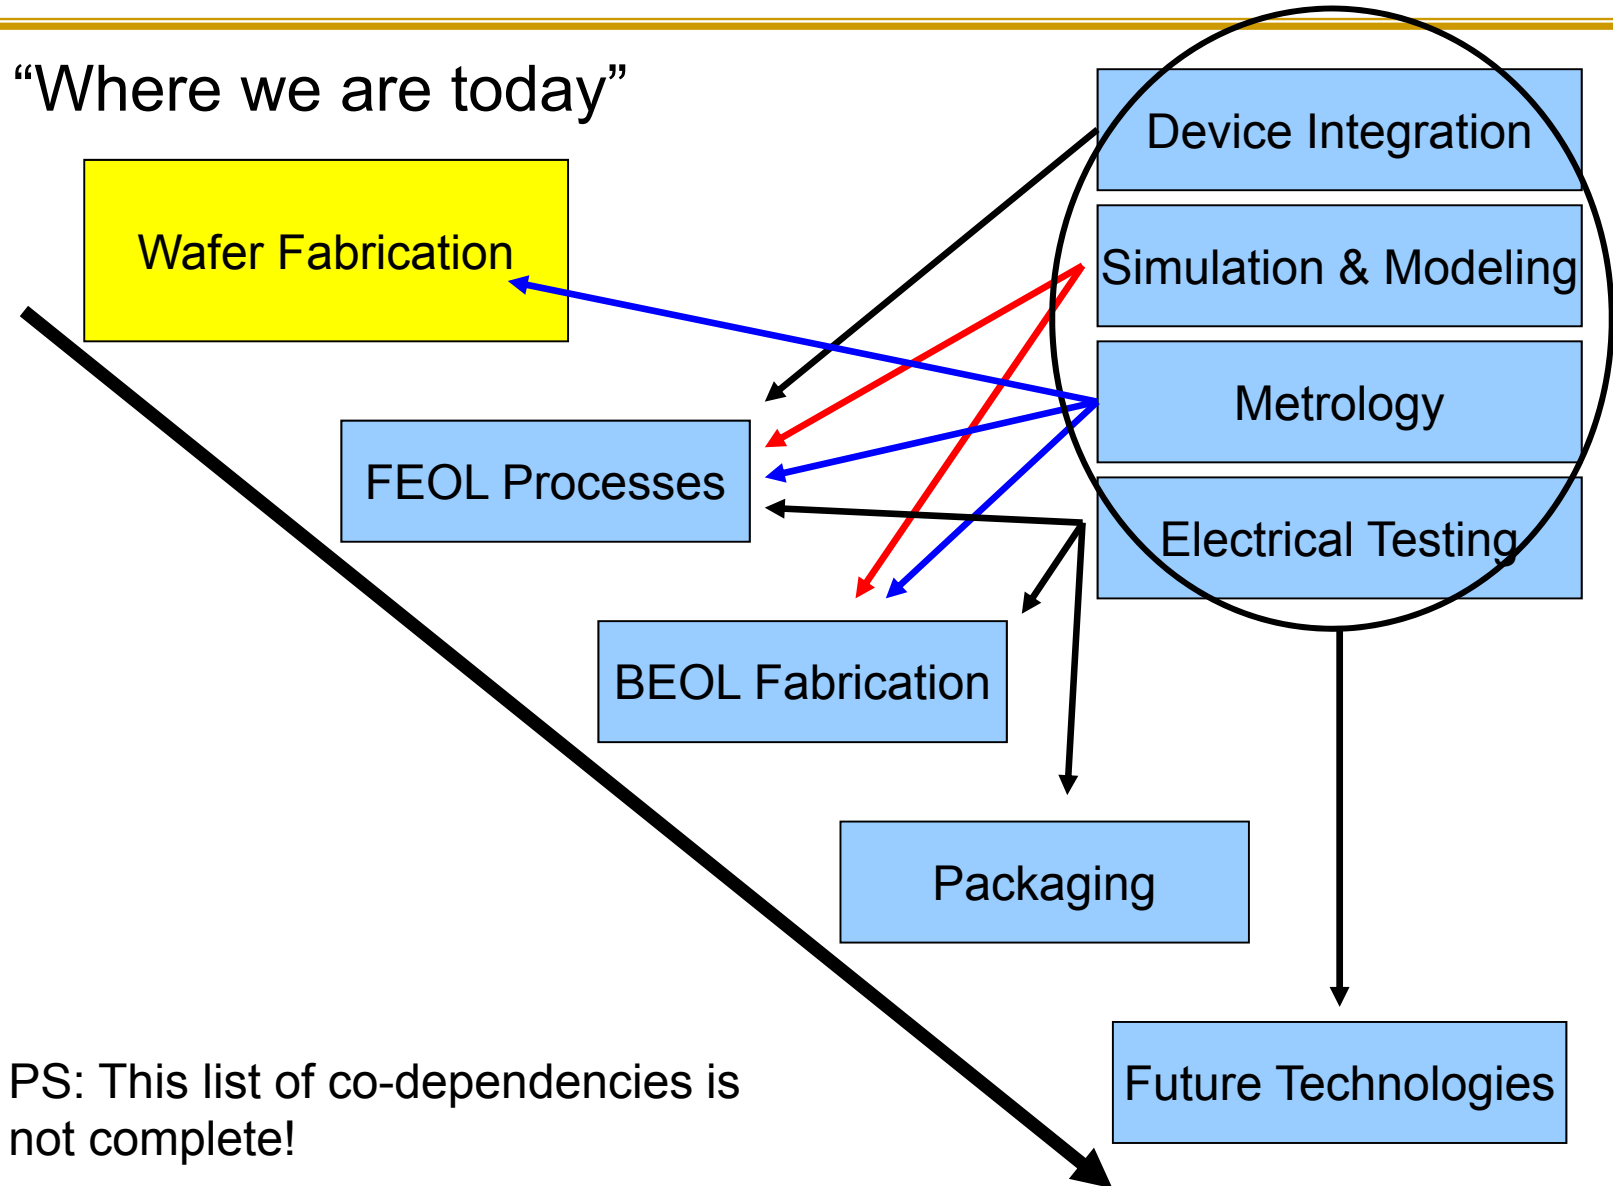 “Where we are today”
Device Integration
Wafer Fabrication
Simulation & Modeling
Metrology
FEOL Processes
Electrical Testing
BEOL Fabrication
Packaging
Future Technologies
PS: This list of co-dependencies is
not complete!